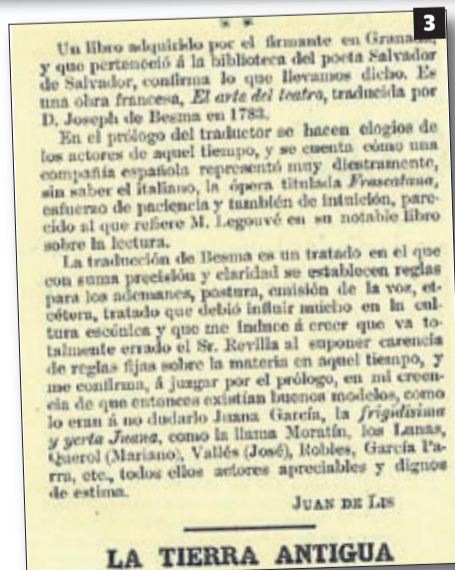 3
* *
Un libro adquirido por el firmante en Granada,
y que perteneció á la biblioteca del poeta Salvador
de Salvador, confirma lo que llevamos dicho. Es
una obra francesa, El arte del teatro, traducida por
D. Joseph de Besma en 1783.
En el prólogo del traductor se hacen elogios de
los actores de aquel tiempo, y se cuenta cómo una
compañía española representó muy diestramente,
sin saber el italiano, la ópera titulada Frascatana,
esfuerzo de paciencia y también de intuición, pare-
cido al que refiere M. Legouvé en su notable libro
sobre la lectura.
La traducción de Besma es un tratado en el que
con suma precisión y claridad se establecen reglas
para los ademanes, postura, emisión de la voz, et-
cétera, tratado que debió influir mucho en la cul-
tura escénica y que me induce á creer que va to-
talmente errado el Sr. Revilla al suponer carencia
de reglas fijas sobre la materia en aquel tiempo, y
me confirma, á juzgar por el prólogo, en mi creen-
cia de que entonces existían buenos modelos, como
lo eran á no dudarlo Juana García, la frigidísima
y yerta Juana, como la llama Moratín, los Lanas,
Querol (Mariano), Vallés (José), Robles, García Pa-
rra, etc., todos ellos actores apreciables y dignos
de estima.
JUAN DE LIS
LA TIERRA ANTIGUA